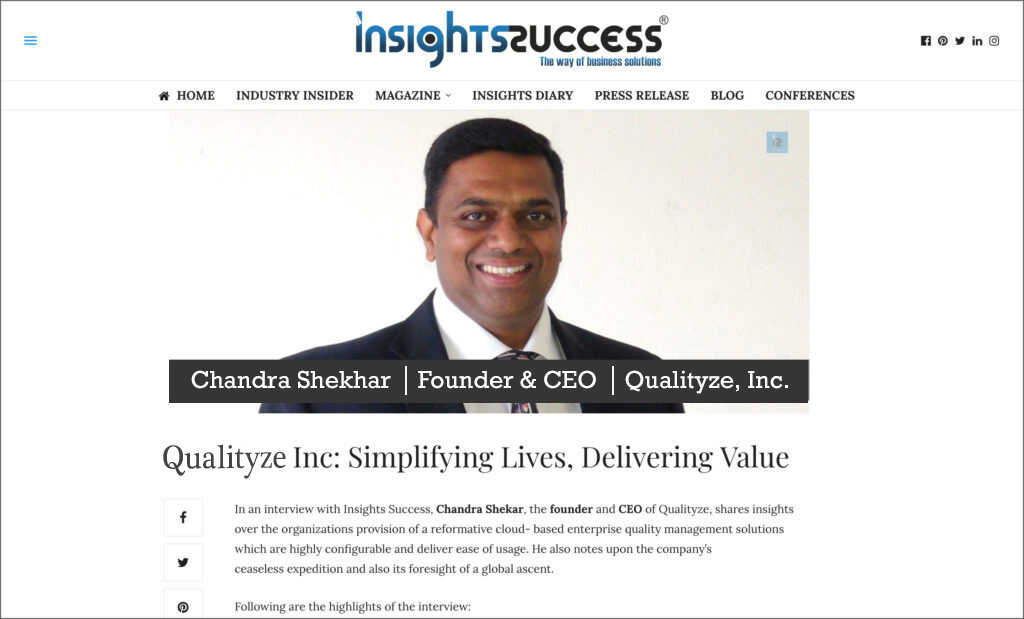 insightssuccess®
The way of business solutions
HOME INDUSTRY INSIDER MAGAZINE INSIGHTS DIARY PRESS RELEASE BLOG CONFERENCES
Chandra Shekhar | Founder & CEO | Qualityze, Inc.
Qualityze Inc: Simplifying Lives, Delivering Value
In an interview with Insights Success, Chandra Shekar, the founder and CEO of Qualityze, shares insights
over the organizations provision of a reformative cloud- based enterprise quality management solutions
which are highly configurable and deliver ease of usage. He also notes upon the company's
ceaseless expedition and also its foresight of a global ascent.
Following are the highlights of the interview: